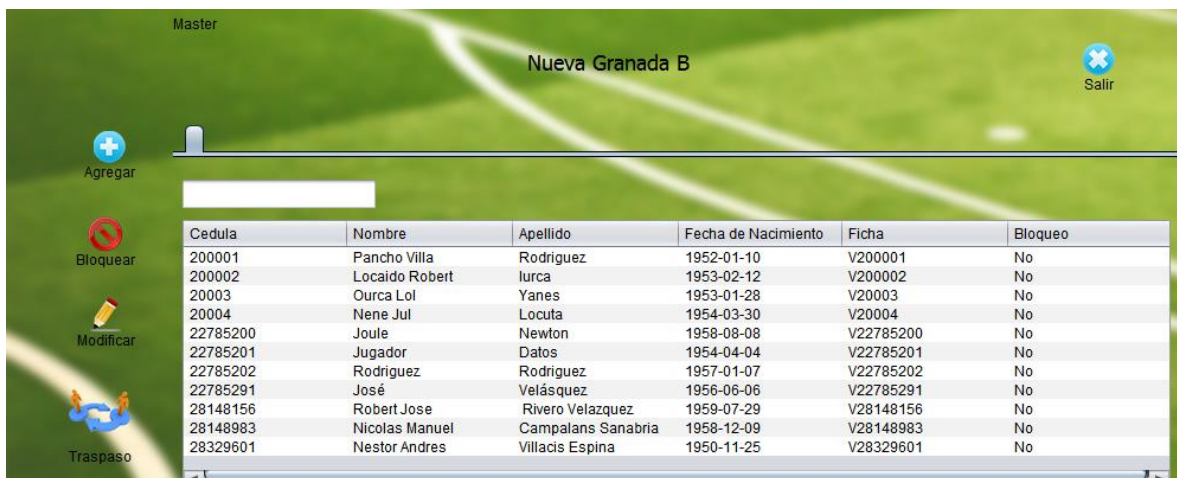 Master
Nueva Granada B
Salir
Agregar
Cedula Nombre Apellido Fecha de Nacimiento Ficha Bloqueo
Bloquear
200001 Pancho Villa Rodriguez 1952-01-10 V200001 No
200002 Locaido Robert Iurca 1953-02-12 V200002 No
20003 Ourca Lol Yanes 1953-01-28 V20003 No
20004 Nene Jul Locuta 1954-03-30 V20004 No
Modificar
22785200 Joule Newton 1958-08-08 V22785200 No
22785201 Jugador Datos 1954-04-04 V22785201 No
22785202 Rodriguez Rodriguez 1957-01-07 V22785202 No
22785291 José Velásquez 1956-06-06 V22785291 No
28148156 Robert Jose Rivero Velazquez 1959-07-29 V28148156 No
28148983 Nicolas Manuel Campalans Sanabria 1958-12-09 V28148983 No
28329601 Nestor Andres Villacis Espina 1950-11-25 V28329601 No
Traspaso